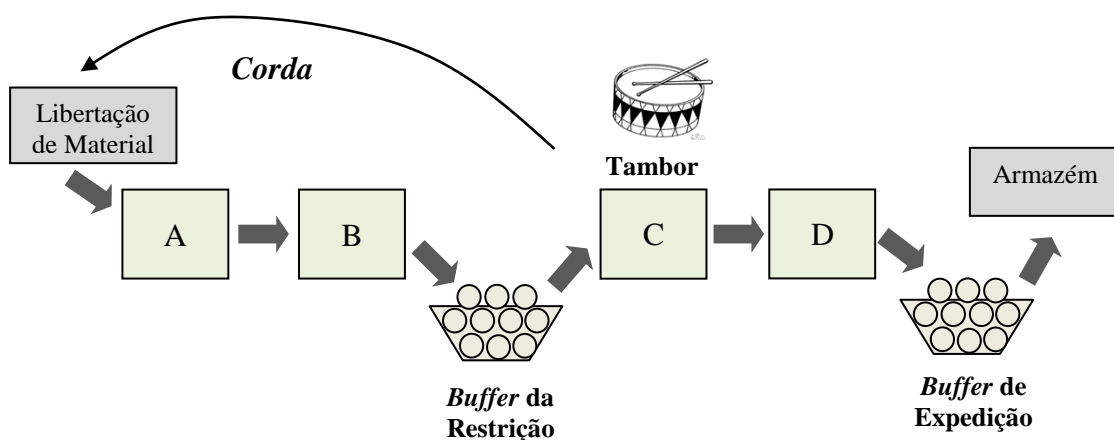 Corda
Libertação
de Material
Tambor
Armazém
A
B
C
D
Buffer da
Restrição
Buffer de
Expedição